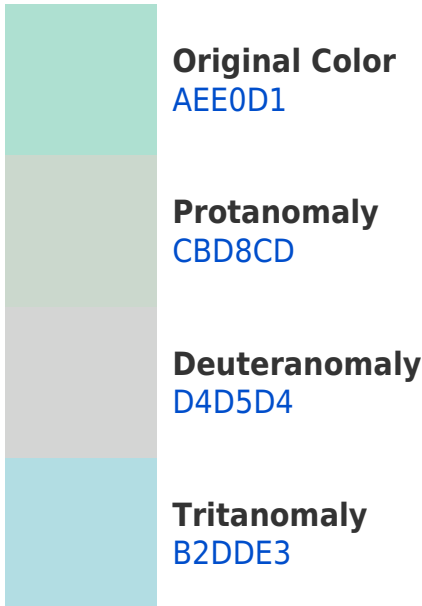 Original Color
AEE0D1
Protanomaly
CBD8CD
Deuteranomaly
D4D5D4
Tritanomaly
B2DDE3